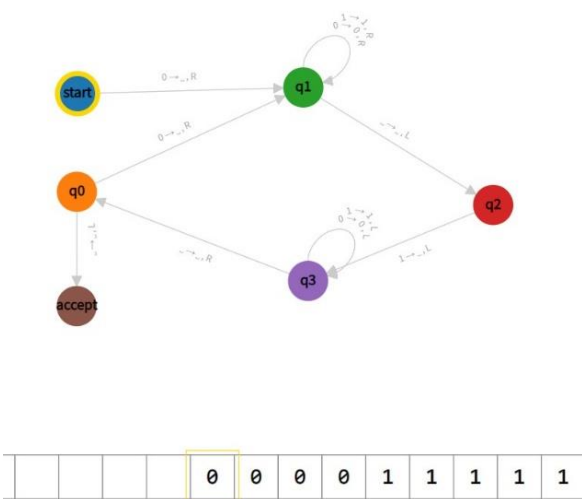 1→1,R
0→0,R
start
0→_,R
q1
0→_,R
_→_,L
q0
q2
1→1,L
0→0,L
_→_,R
1→_,L
q3
accept
0 0 0 0 1 1 1 1 1